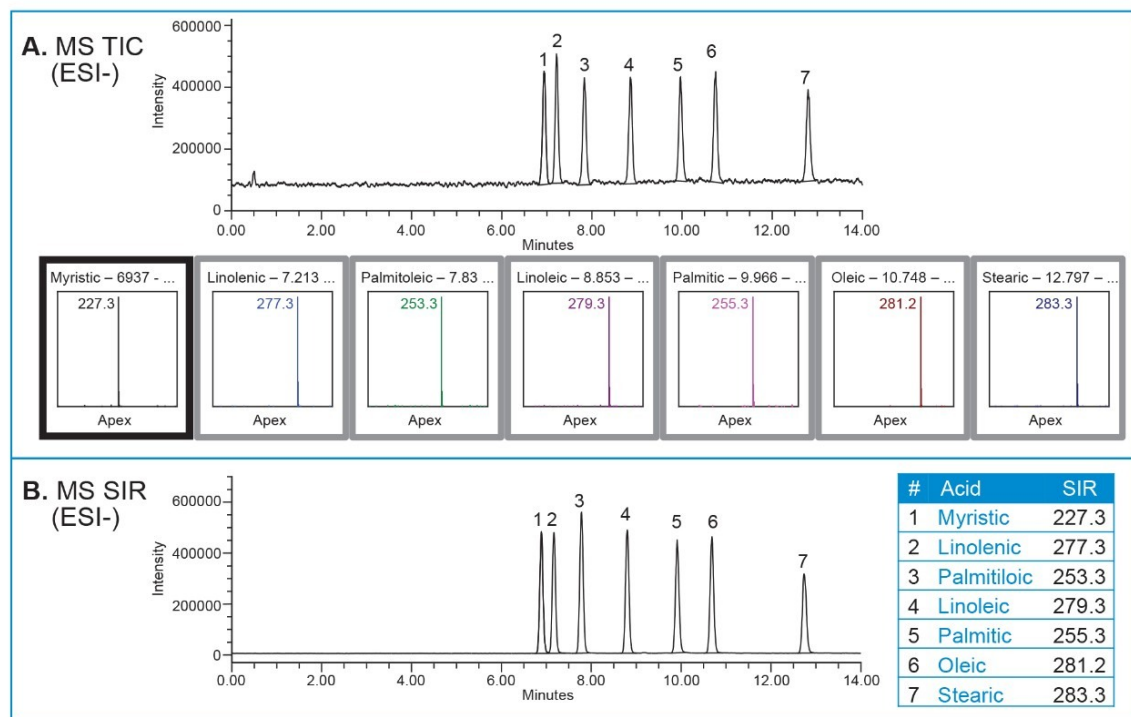 A. MS TIC
(ESI-)
Intensity
600000
400000
200000
0
1
2
3
4
5
6
7
0.00 2.00 4.00 6.00 8.00 10.00 12.00 14.00
Minutes
Myristic – 6937 - ...
227.3
Apex
Linolenic – 7.213 ...
277.3
Apex
Palmitoleic – 7.83 ...
253.3
Apex
Linoleic – 8.853 – ...
279.3
Apex
Palmitic – 9.966 – ...
255.3
Apex
Oleic – 10.748 – ...
281.2
Apex
Stearic – 12.797 – ...
283.3
Apex
B. MS SIR
(ESI-)
Intensity
600000
400000
200000
0
1
2
3
4
5
6
7
0.00 2.00 4.00 6.00 8.00 10.00 12.00 14.00
Minutes
# Acid SIR
1 Myristic 227.3
2 Linolenic 277.3
3 Palmitiloic 253.3
4 Linoleic 279.3
5 Palmitic 255.3
6 Oleic 281.2
7 Stearic 283.3